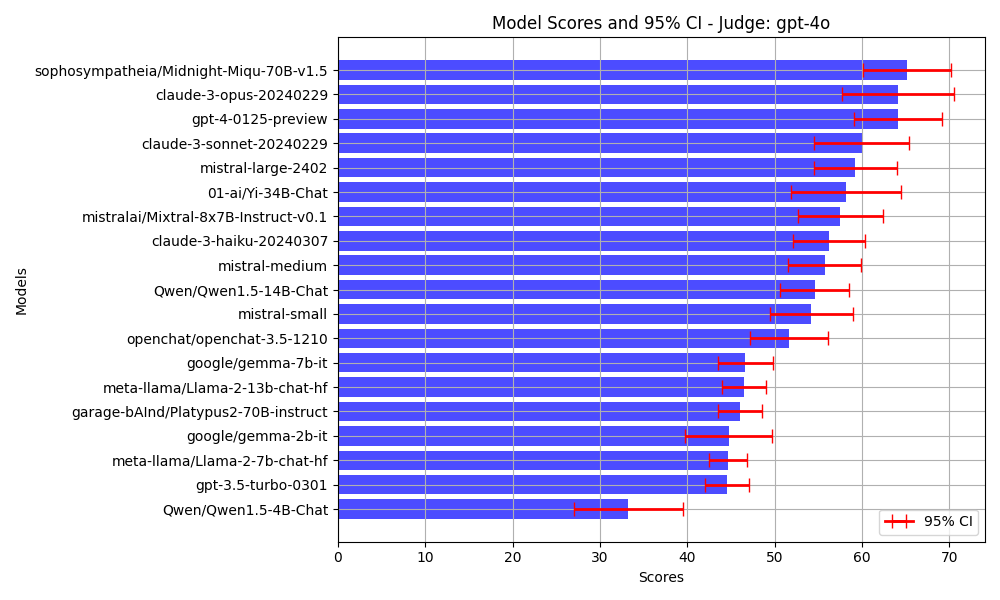 Model Scores and 95% CI - Judge: gpt-4o
Models
sophosympatheia/Midnight-Miqu-70B-v1.5
claude-3-opus-20240229
gpt-4-0125-preview
claude-3-sonnet-20240229
mistral-large-2402
01-ai/Yi-34B-Chat
mistralai/Mixtral-8x7B-Instruct-v0.1
claude-3-haiku-20240307
mistral-medium
Qwen/Qwen1.5-14B-Chat
mistral-small
openchat/openchat-3.5-1210
google/gemma-7b-it
meta-llama/Llama-2-13b-chat-hf
garage-bAInd/Platypus2-70B-instruct
google/gemma-2b-it
meta-llama/Llama-2-7b-chat-hf
gpt-3.5-turbo-0301
Qwen/Qwen1.5-4B-Chat
95% CI
0 10 20 30 40 50 60 70
Scores